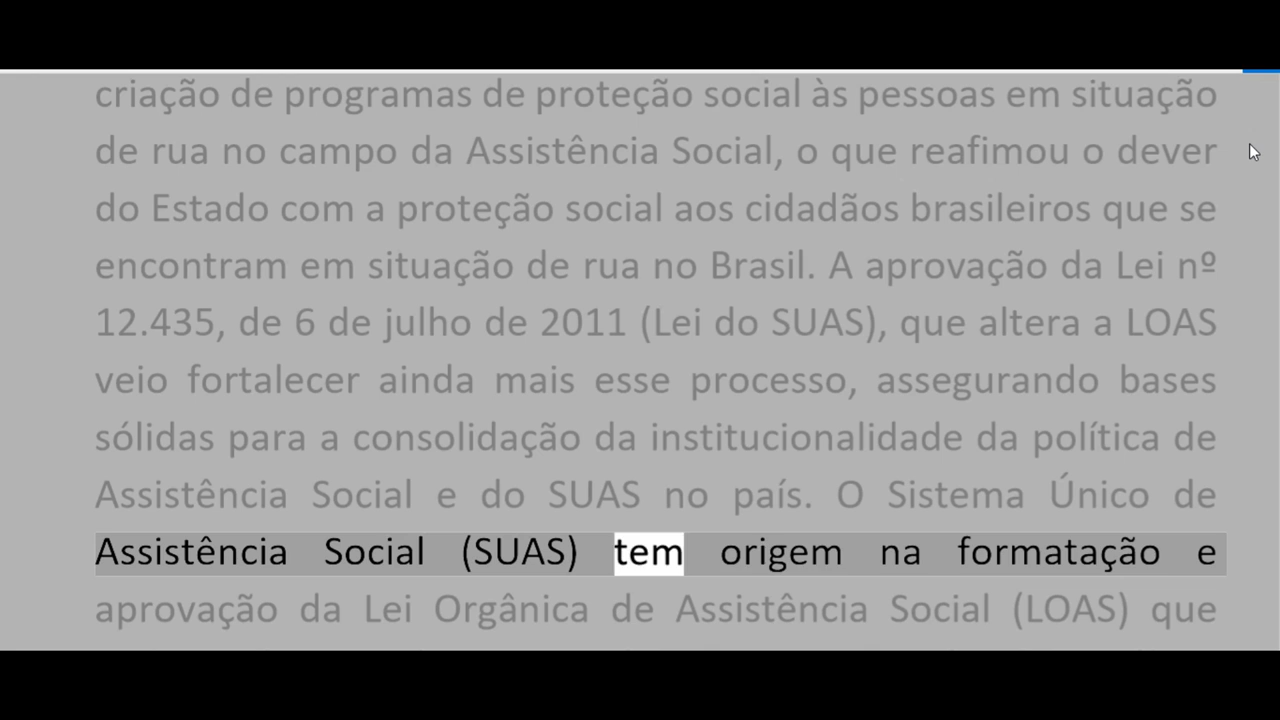 criação de programas de proteção social às pessoas em situação
de rua no campo da Assistência Social, o que reafimou o dever
do Estado com a proteção social aos cidadãos brasileiros que se
encontram em situação de rua no Brasil. A aprovação da Lei nº
12.435, de 6 de julho de 2011 (Lei do SUAS), que altera a LOAS
veio fortalecer ainda mais esse processo, assegurando bases
sólidas para a consolidação da institucionalidade da política de
Assistência Social e do SUAS no país. O Sistema Único de
Assistência Social (SUAS) tem origem na formatação e
aprovação da Lei Orgânica de Assistência Social (LOAS) que